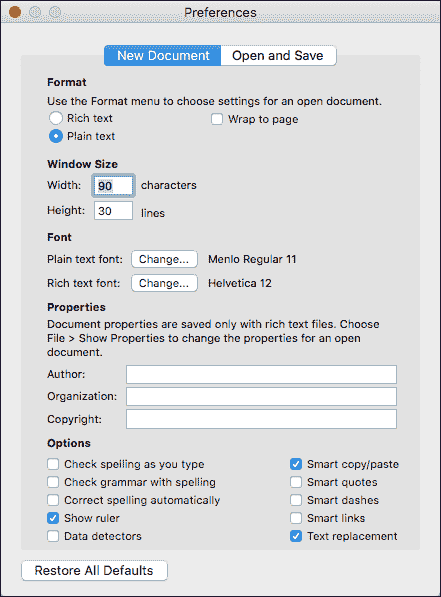 Preferences
New Document Open and Save
Format
Use the Format menu to choose settings for an open document.
Rich text Wrap to page
Plain text
Window Size
Width: 90 characters
Height: 30 lines
Font
Plain text font: Change... Menlo Regular 11
Rich text font: Change... Helvetica 12
Properties
Document properties are saved only with rich text files. Choose
File > Show Properties to change the properties for an open
document.
Author:
Organization:
Copyright:
Options
Check spelling as you type Smart copy/paste
Check grammar with spelling Smart quotes
Correct spelling automatically Smart dashes
Show ruler Smart links
Data detectors Text replacement
Restore All Defaults